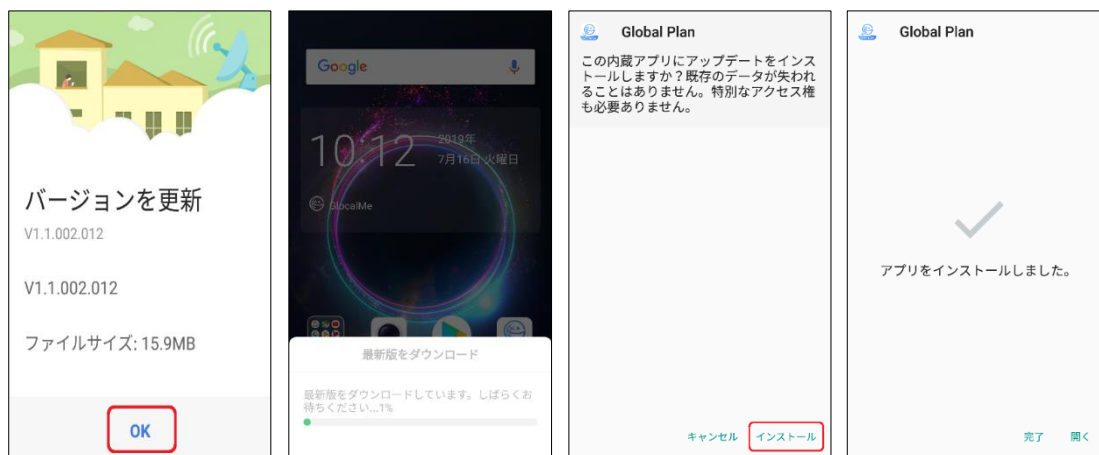 バージョンを更新
V1.1.002.012
V1.1.002.012
ファイルサイズ: 15.9MB
OK
Google
10:12
2019年
7月16日 火曜日
GlocalMe
最新版をダウンロード
最新版をダウンロードしています。しばらくお
待ちください...1%
Global Plan
この内蔵アプリにアップデートをインス
トールしますか？既存のデータが失われ
ることはありません。特別なアクセス権
も必要ありません。
キャンセル
インストール
Global Plan
アプリをインストールしました。
完了
開く